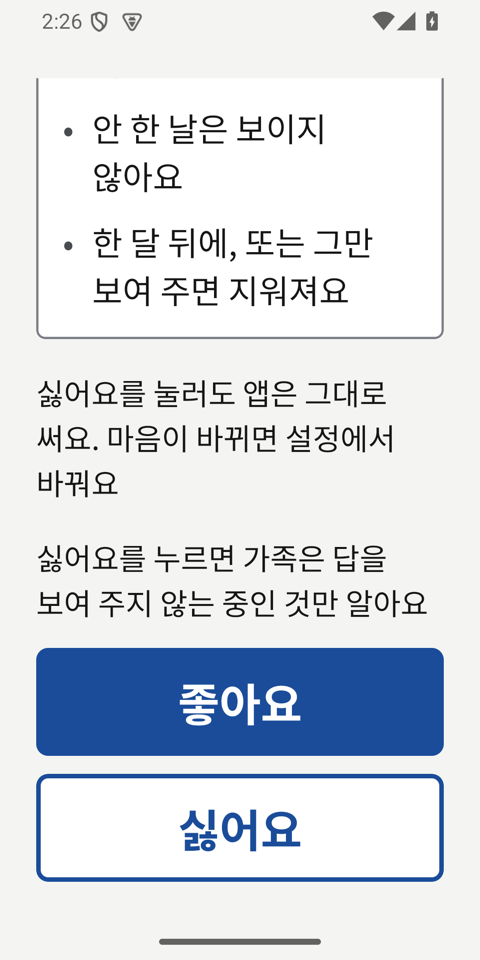 2:26
안 한 날은 보이지
않아요
한 달 뒤에, 또는 그만
보여 주면 지워져요
싫어요를 눌러도 앱은 그대로
써요. 마음이 바뀌면 설정에서
바꿔요
싫어요를 누르면 가족은 답을
보여 주지 않는 중인 것만 알아요
좋아요
싫어요